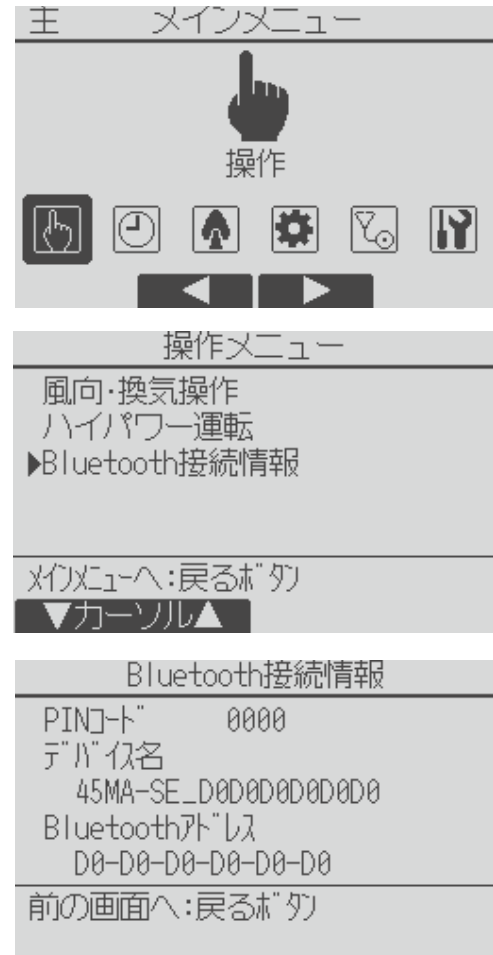 主 メインメニュー
操作
操作メニュー
風向・換気操作
ハイパワー運転
▶Bluetooth接続情報
メインメニューへ:戻るボタン
▼カーソル▲
Bluetooth接続情報
PINコード 0000
デバイス名
45MA-SE_D0D0D0D0D0D0
Bluetoothアドレス
D0-D0-D0-D0-D0-D0
前の画面へ:戻るボタン